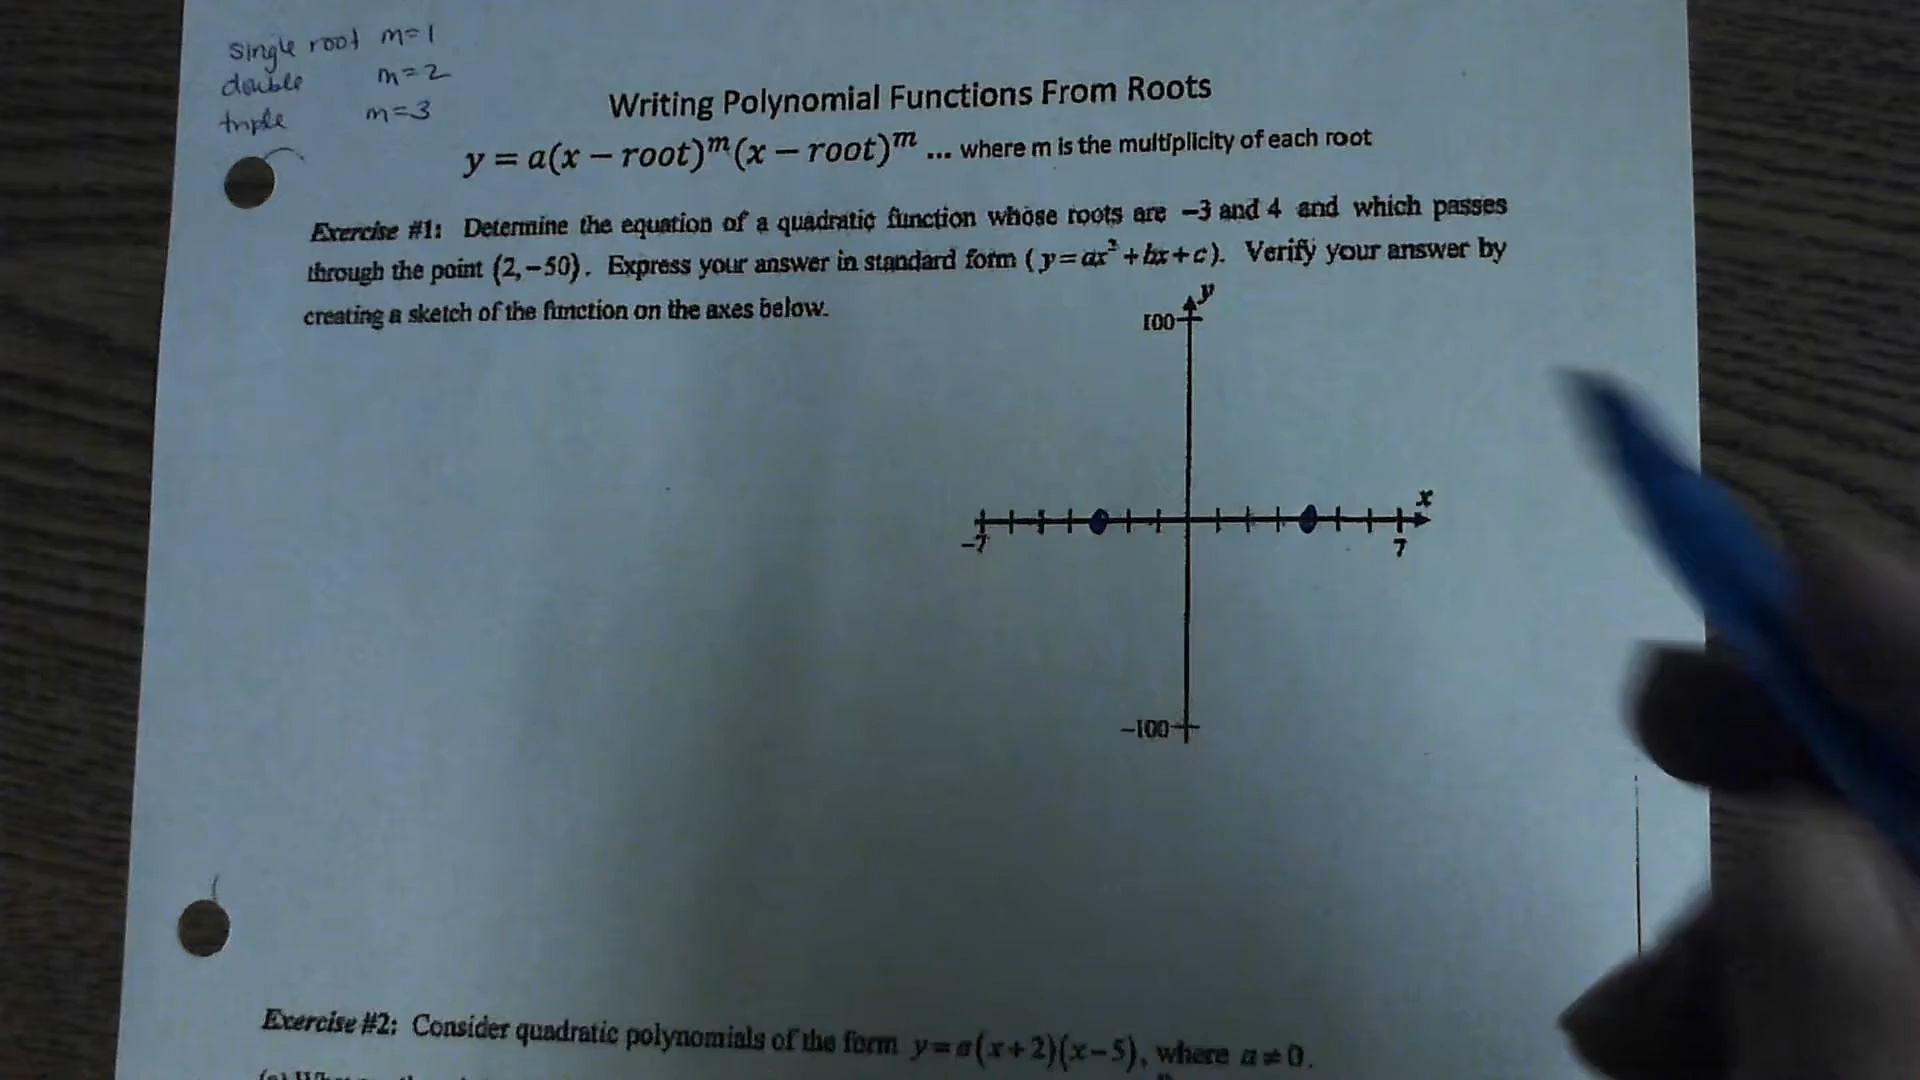 single root m=1
double m=2
triple m=3
Writing Polynomial Functions From Roots
y = a(x − root)^m (x − root)^m ... where m is the multiplicity of each root
Exercise #1: Determine the equation of a quadratic function whose roots are −3 and 4 and which passes
through the point (2,−50). Express your answer in standard form (y=ax²+bx+c). Verify your answer by
creating a sketch of the function on the axes below.
y
100
x
−7
7
−100
Exercise #2: Consider quadratic polynomials of the form y=a(x+2)(x−5), where a≠0.